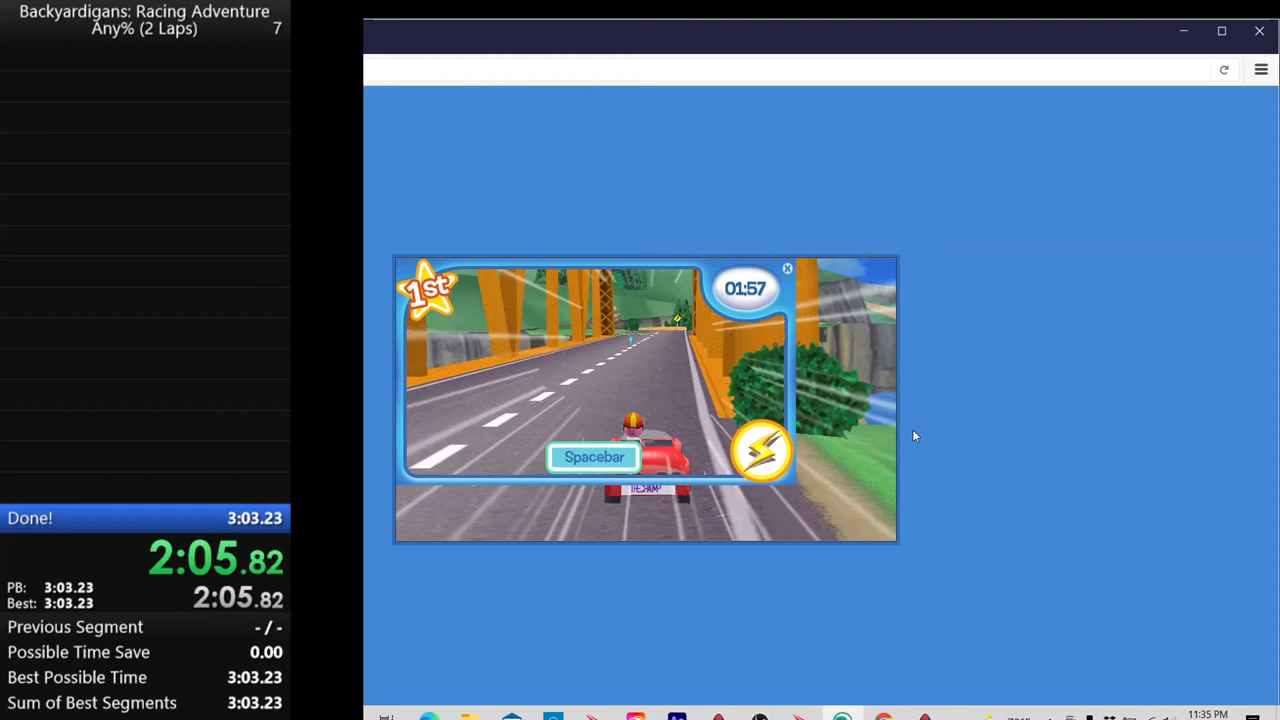 Backyardigans: Racing Adventure
Any% (2 Laps) 7
Done! 3:03.23
2:05.82
PB: 3:03.23
Best: 3:03.23
2:05.82
Previous Segment - / -
Possible Time Save 0.00
Best Possible Time 3:03.23
Sum of Best Segments 3:03.23
1st
01:57
x
Spacebar
11:35 PM